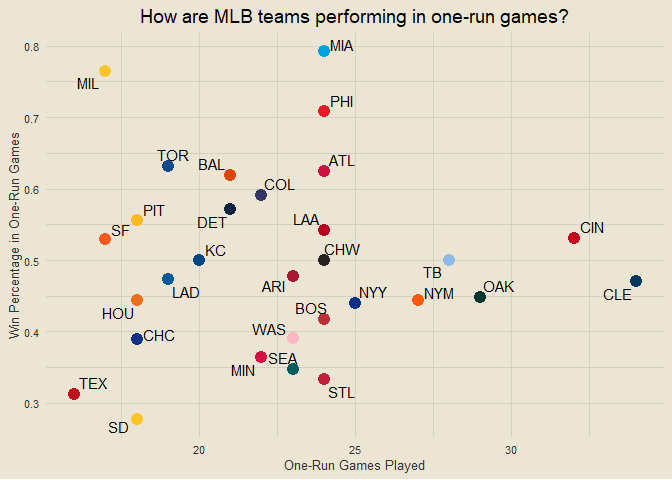 How are MLB teams performing in one-run games?
0.8
MIA
MIL
0.7
PHI
TOR
BAL
ATL
0.6
COL
PIT
DET
LAA
CIN
SF
0.5
KC
CHW
TB
LAD
ARI
NYY
NYM
OAK
CLE
HOU
BOS
0.4
CHC
WAS
MIN
SEA
TEX
STL
0.3
SD
20
25
30
One-Run Games Played
Win Percentage in One-Run Games